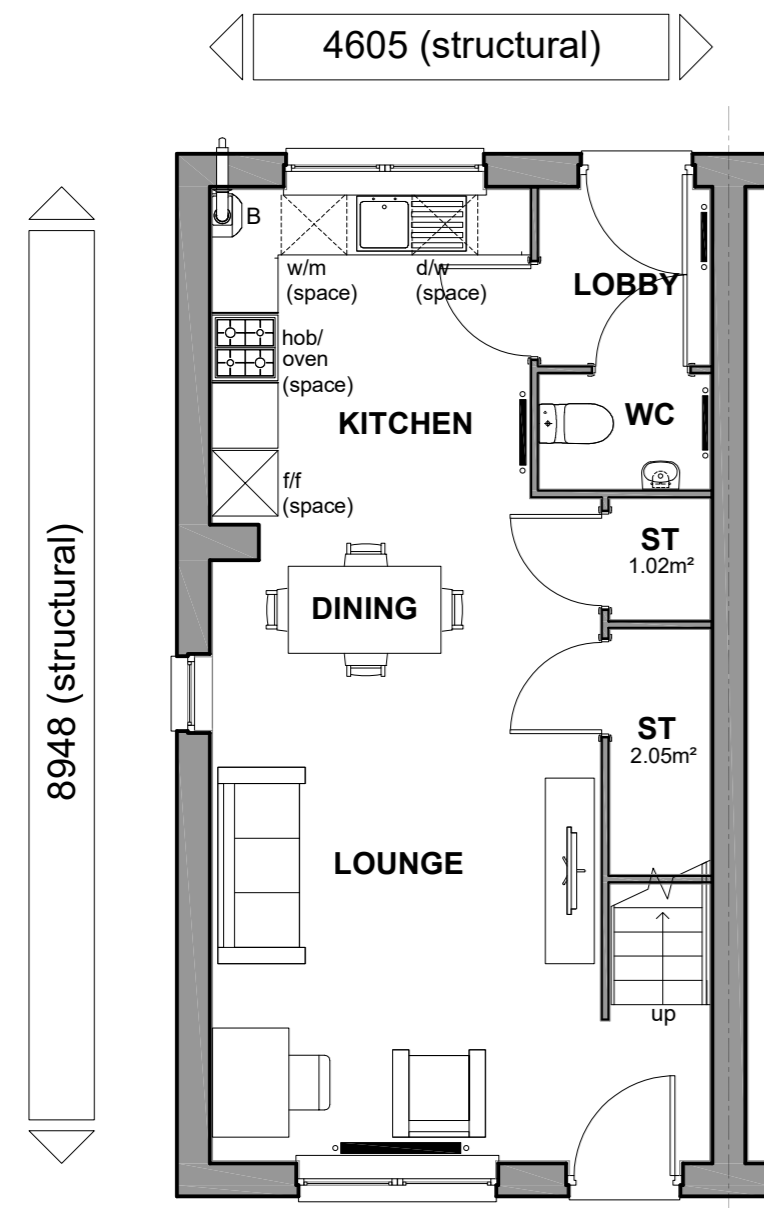 4605 (structural)
B
w/m
(space)
d/w
(space)
LOBBY
hob/
oven
(space)
KITCHEN
WC
f/f
(space)
ST
1.02m²
DINING
8948 (structural)
ST
2.05m²
LOUNGE
up